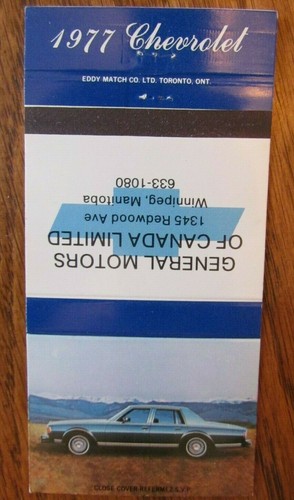 1977 Chevrolet
EDDY MATCH CO. LTD. TORONTO, ONT.
GENERAL MOTORS
OF CANADA LIMITED
1345 Redwood Ave
Winnipeg, Manitoba
633-1080
CLOSE COVER BEFORE